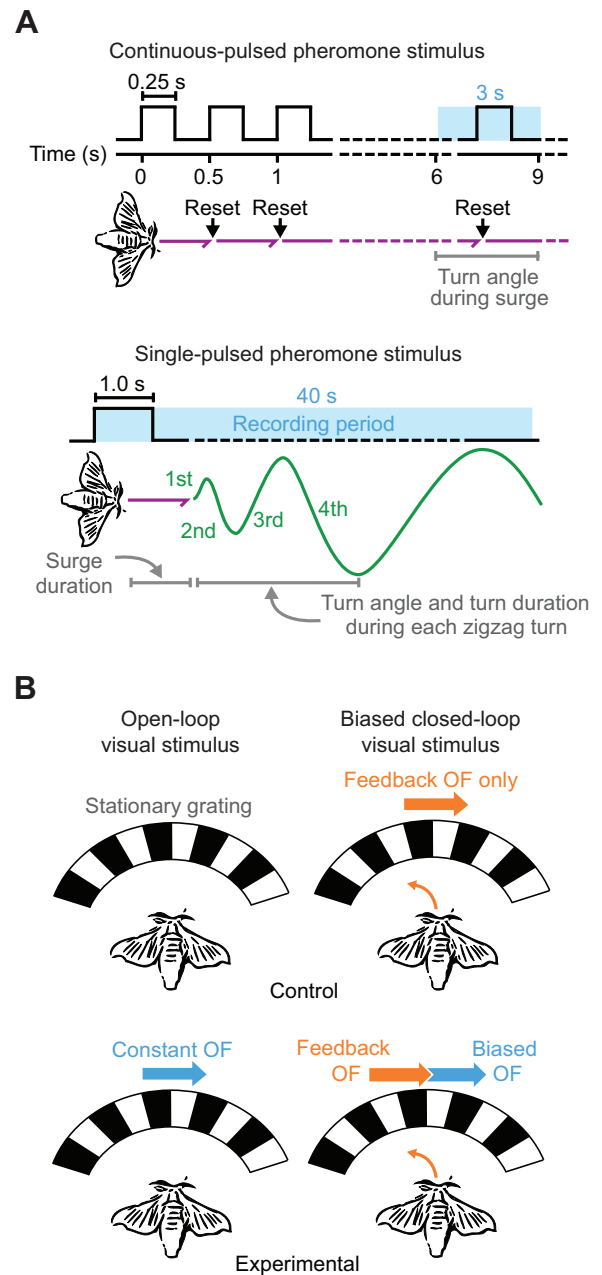 A
Continuous-pulsed pheromone stimulus
0.25 s
3 s
Time (s)
0 0.5 1 6 9
Reset Reset Reset
Turn angle
during surge
Single-pulsed pheromone stimulus
1.0 s
40 s
Recording period
1st
2nd
3rd
4th
Surge
duration
Turn angle and turn duration
during each zigzag turn
B
Open-loop
visual stimulus
Biased closed-loop
visual stimulus
Feedback OF only
Stationary grating
Control
Constant OF
Feedback
OF
Biased
OF
Experimental